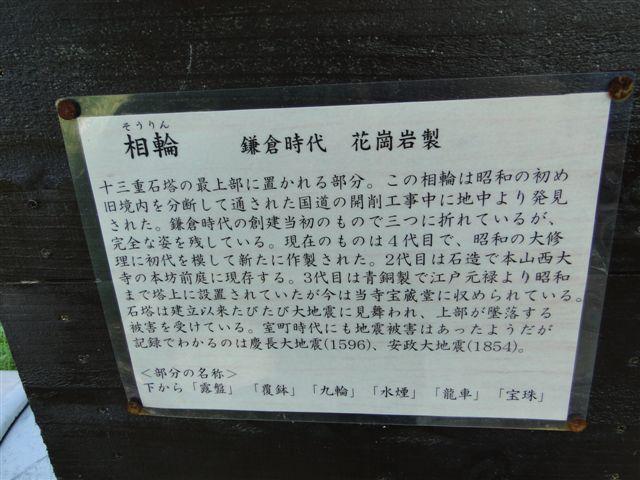 そうりん
相輪　鎌倉時代　花崗岩製
十三重石塔の最上部に置かれる部分。この相輪は昭和の初め
旧境内を分断して通された国道の開削工事中に地中より発見
された。鎌倉時代の創建当初のもので三つに折れているが、
完全な姿を残している。現在のものは４代目で、昭和の大修
理に初代を模して新たに作製された。2代目は石造で本山西大
寺の本坊前庭に現存する。3代目は青銅製で江戸元禄より昭和
まで塔上に設置されていたが今は当寺宝蔵堂に収められている。
石塔は建立以来たびたび大地震に見舞われ、上部が墜落する
被害を受けている。室町時代にも地震被害はあったようだが
記録でわかるのは慶長大地震(1596)、安政大地震(1854)。
＜部分の名称＞
下から「露盤」「覆鉢」「九輪」「水煙」「龍車」「宝珠」